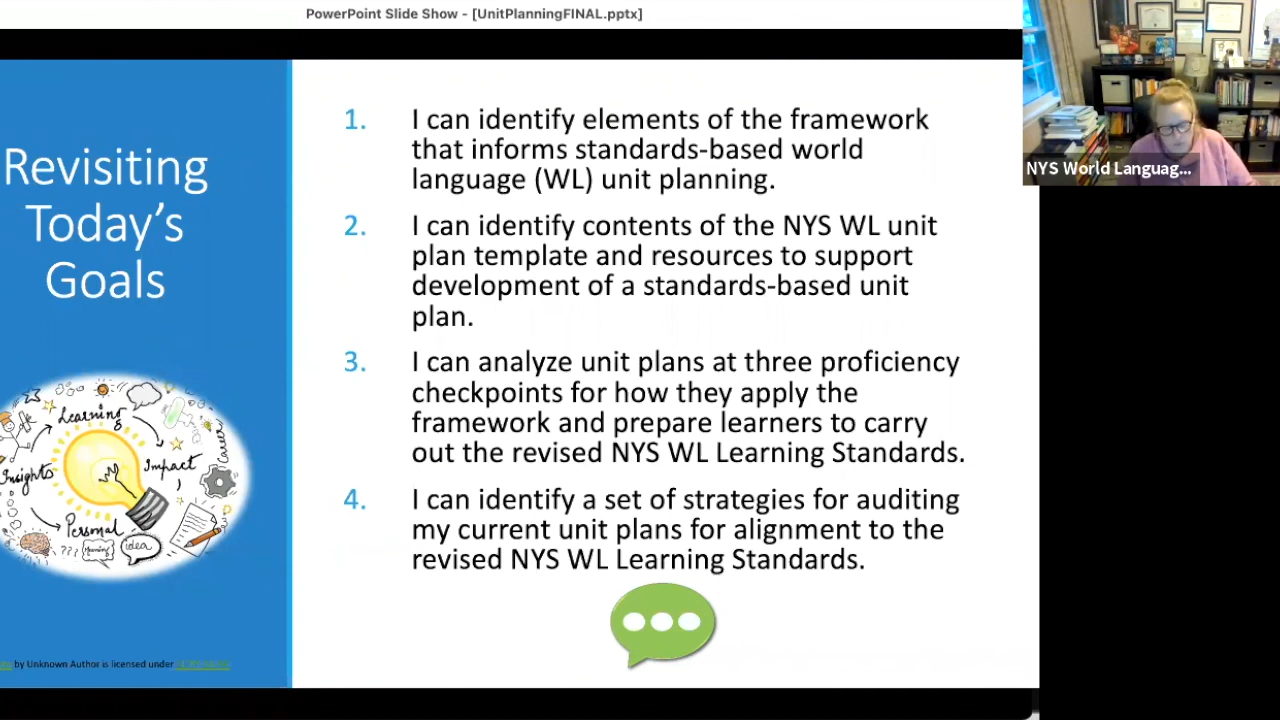 PowerPoint Slide Show - [UnitPlanningFINAL.pptx]
NYS World Languag...
Revisiting
Today's
Goals
1. I can identify elements of the framework
that informs standards-based world
language (WL) unit planning.
2. I can identify contents of the NYS WL unit
plan template and resources to support
development of a standards-based unit
plan.
3. I can analyze unit plans at three proficiency
checkpoints for how they apply the
framework and prepare learners to carry
out the revised NYS WL Learning Standards.
4. I can identify a set of strategies for auditing
my current unit plans for alignment to the
revised NYS WL Learning Standards.
Learning
Insights
Impact
Career
Personal
???
Meaning
idea
by Unknown Author is licensed under